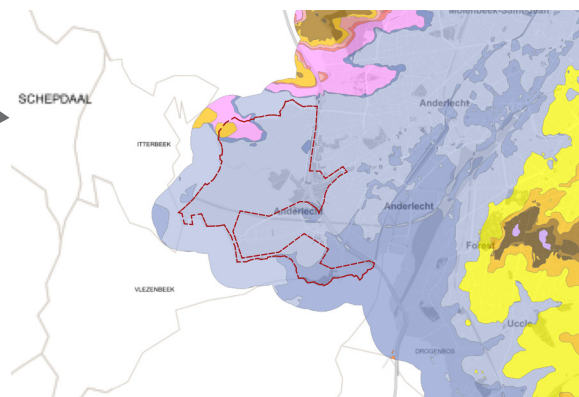 Molenbeek-Saint-Jean
SCHEPDAAL
Anderlecht
ITTERBEEK
Anderlecht
Anderlecht
Forest
VLEZENBEEK
Uccle
DROGENBOS